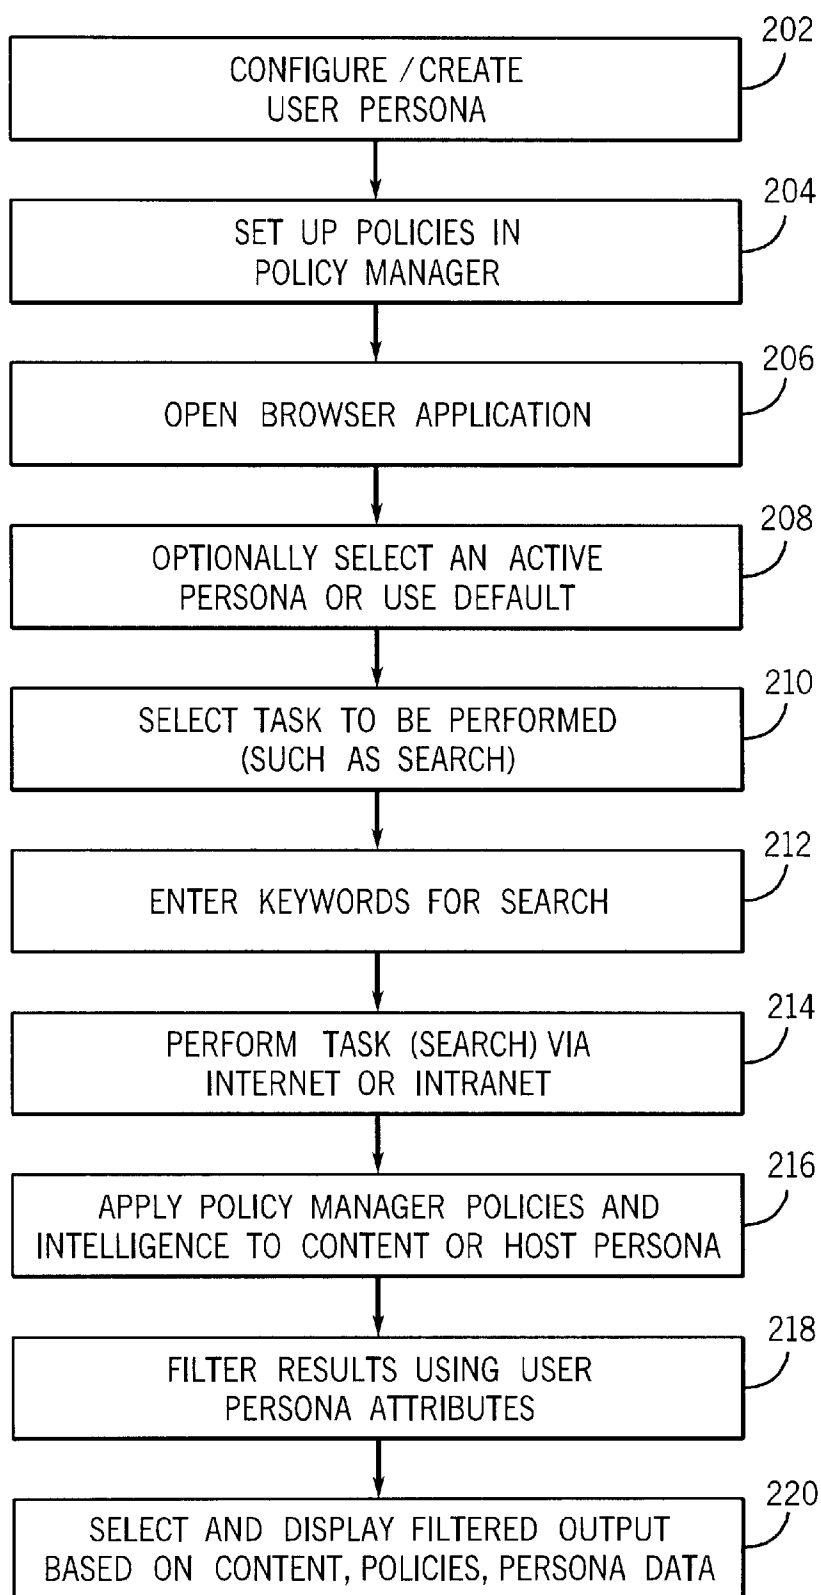 202
CONFIGURE / CREATE
USER PERSONA
204
SET UP POLICIES IN
POLICY MANAGER
206
OPEN BROWSER APPLICATION
208
OPTIONALLY SELECT AN ACTIVE
PERSONA OR USE DEFAULT
210
SELECT TASK TO BE PERFORMED
(SUCH AS SEARCH)
212
ENTER KEYWORDS FOR SEARCH
214
PERFORM TASK (SEARCH) VIA
INTERNET OR INTRANET
216
APPLY POLICY MANAGER POLICIES AND
INTELLIGENCE TO CONTENT OR HOST PERSONA
218
FILTER RESULTS USING USER
PERSONA ATTRIBUTES
220
SELECT AND DISPLAY FILTERED OUTPUT
BASED ON CONTENT, POLICIES, PERSONA DATA